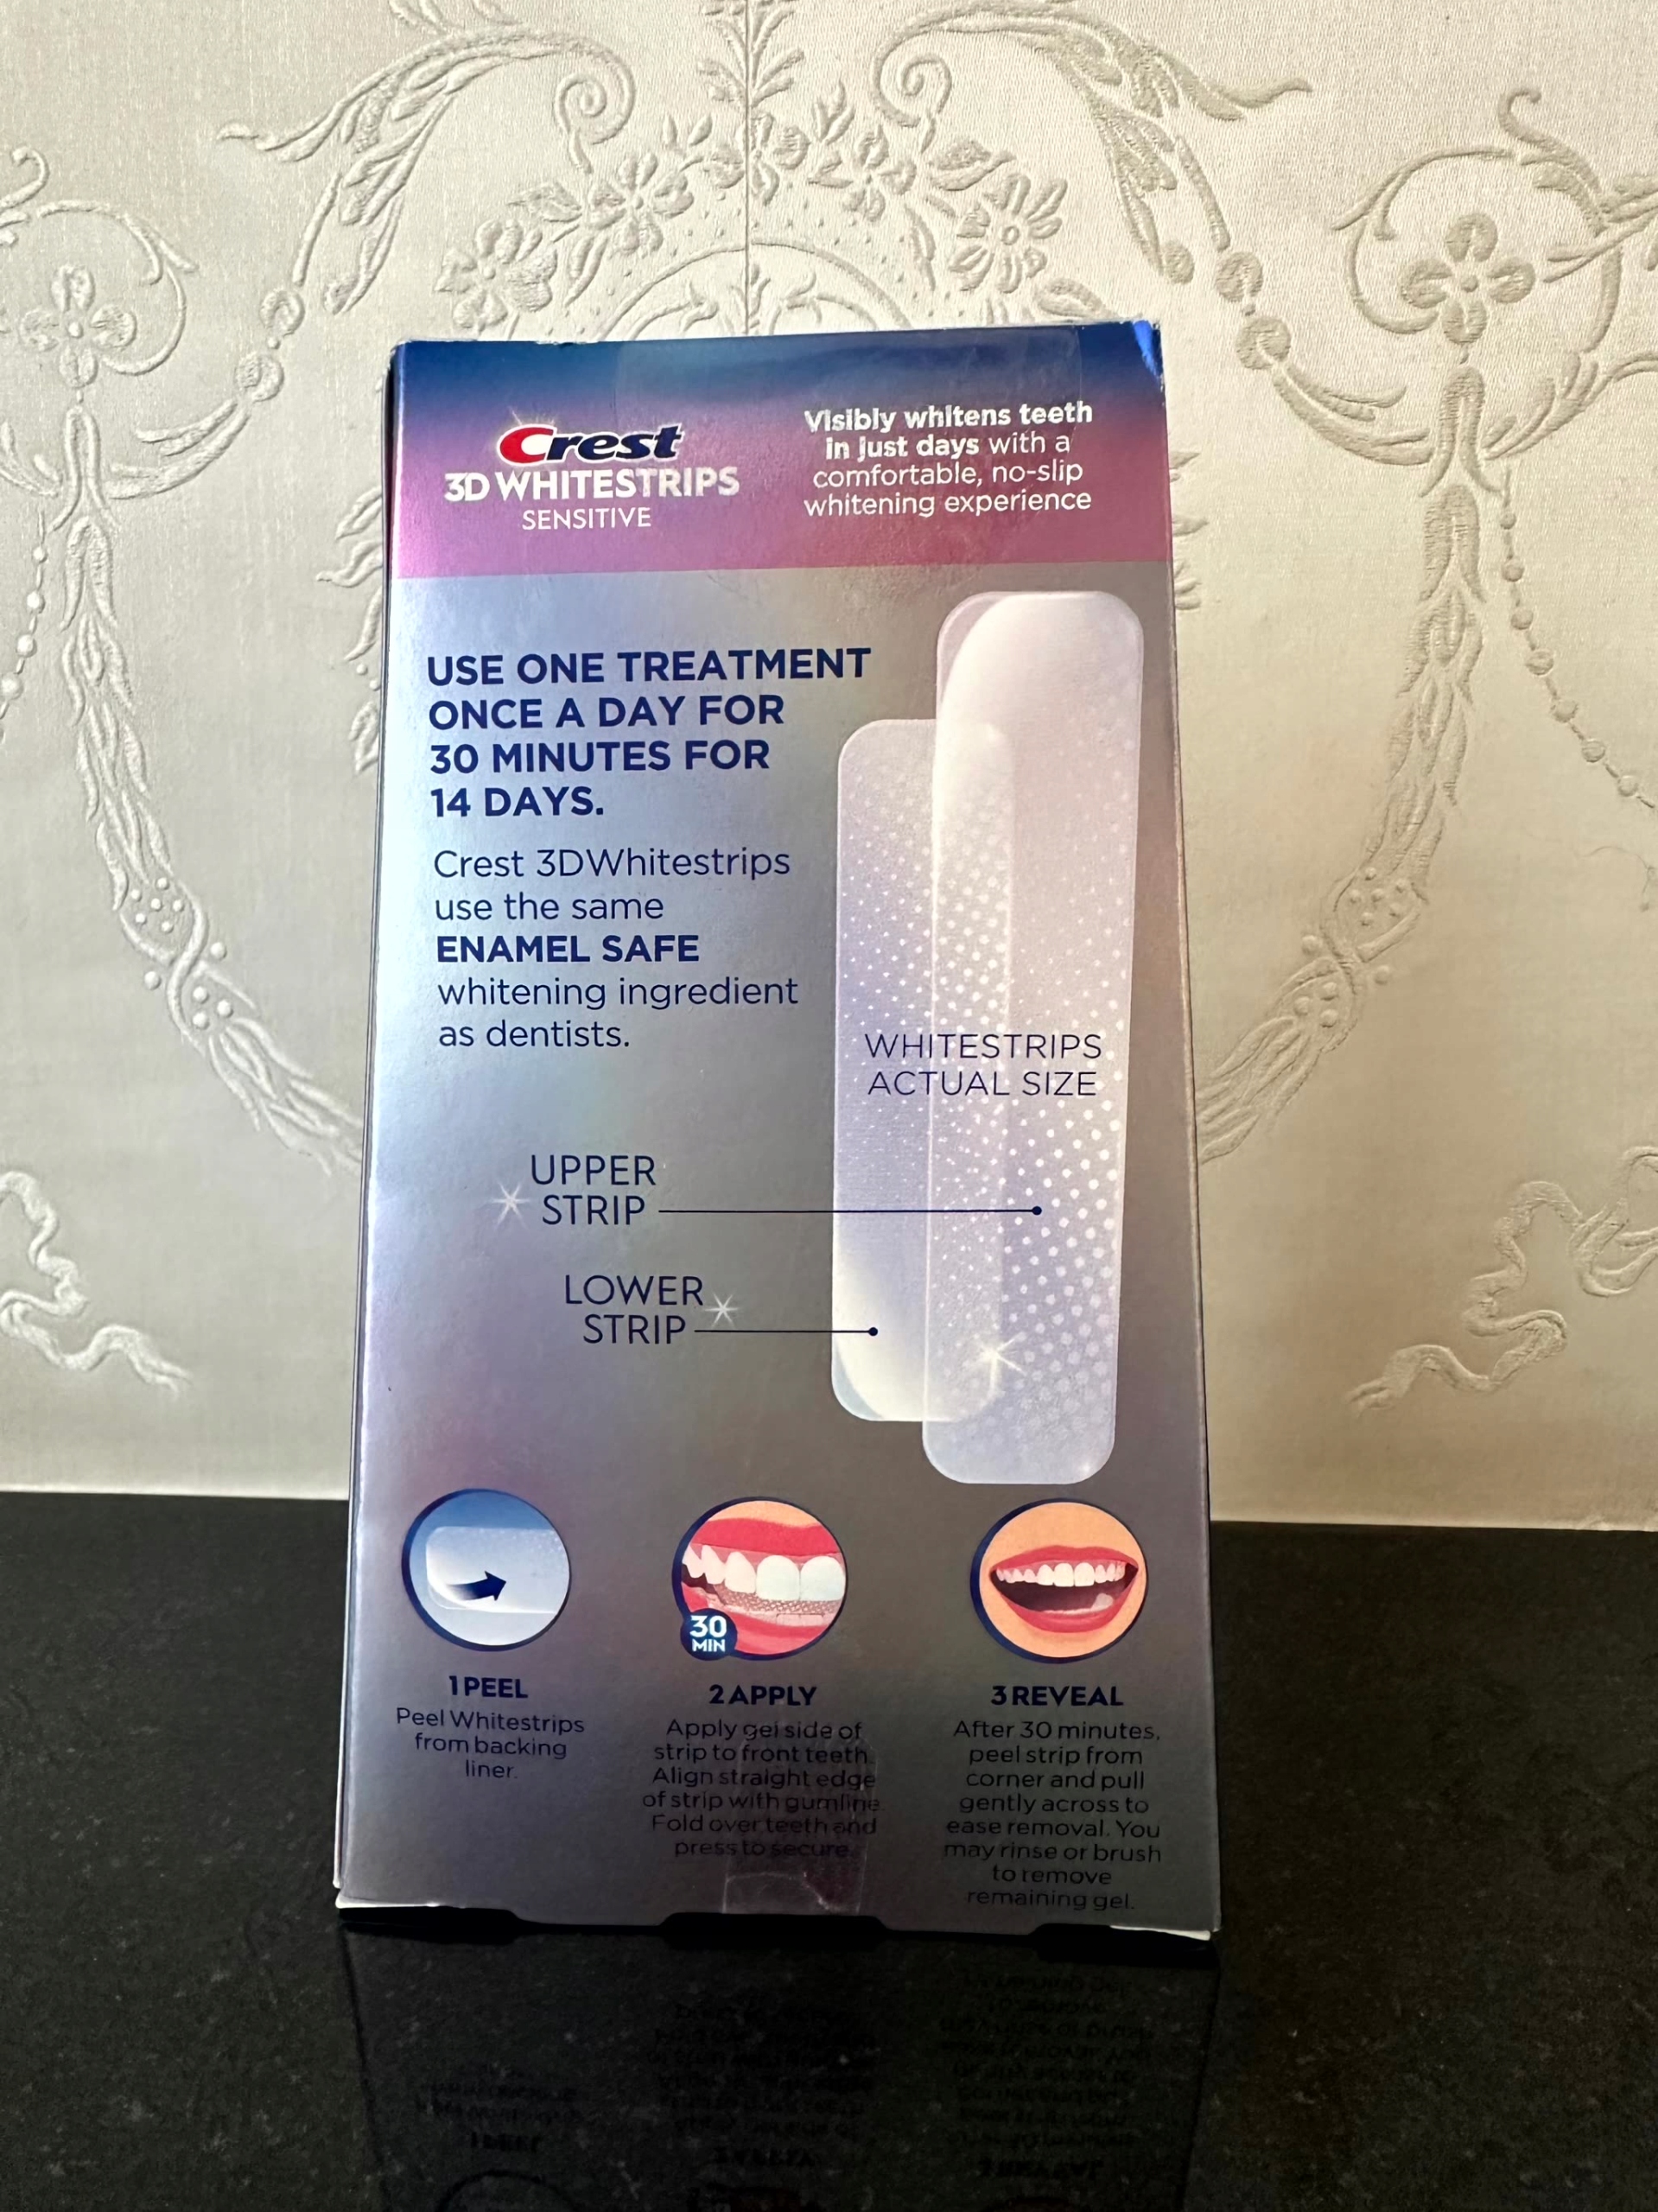 Crest
3D WHITESTRIPS
SENSITIVE
Visibly whitens teeth
in just days with a
comfortable, no-slip
whitening experience
USE ONE TREATMENT
ONCE A DAY FOR
30 MINUTES FOR
14 DAYS.
Crest 3DWhitestrips
use the same
ENAMEL SAFE
whitening ingredient
as dentists.
WHITESTRIPS
ACTUAL SIZE
UPPER
STRIP
LOWER
STRIP
30
MIN
1 PEEL
Peel Whitestrips
from backing
liner.
2 APPLY
Apply gel side of
strip to front teeth.
Align straight edge
of strip with gumline.
Fold over teeth and
press to secure.
3 REVEAL
After 30 minutes,
peel strip from
corner and pull
gently across to
ease removal. You
may rinse or brush
to remove
remaining gel.